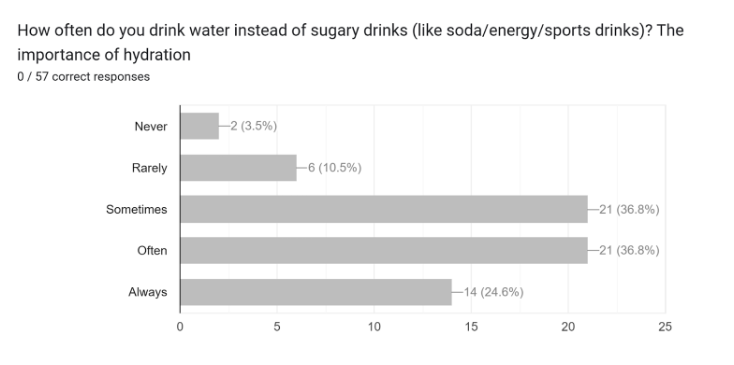 How often do you drink water instead of sugary drinks (like soda/energy/sports drinks)? The
importance of hydration
0 / 57 correct responses
Never
2 (3.5%)
Rarely
6 (10.5%)
Sometimes
21 (36.8%)
Often
21 (36.8%)
Always
14 (24.6%)
0
5
10
15
20
25